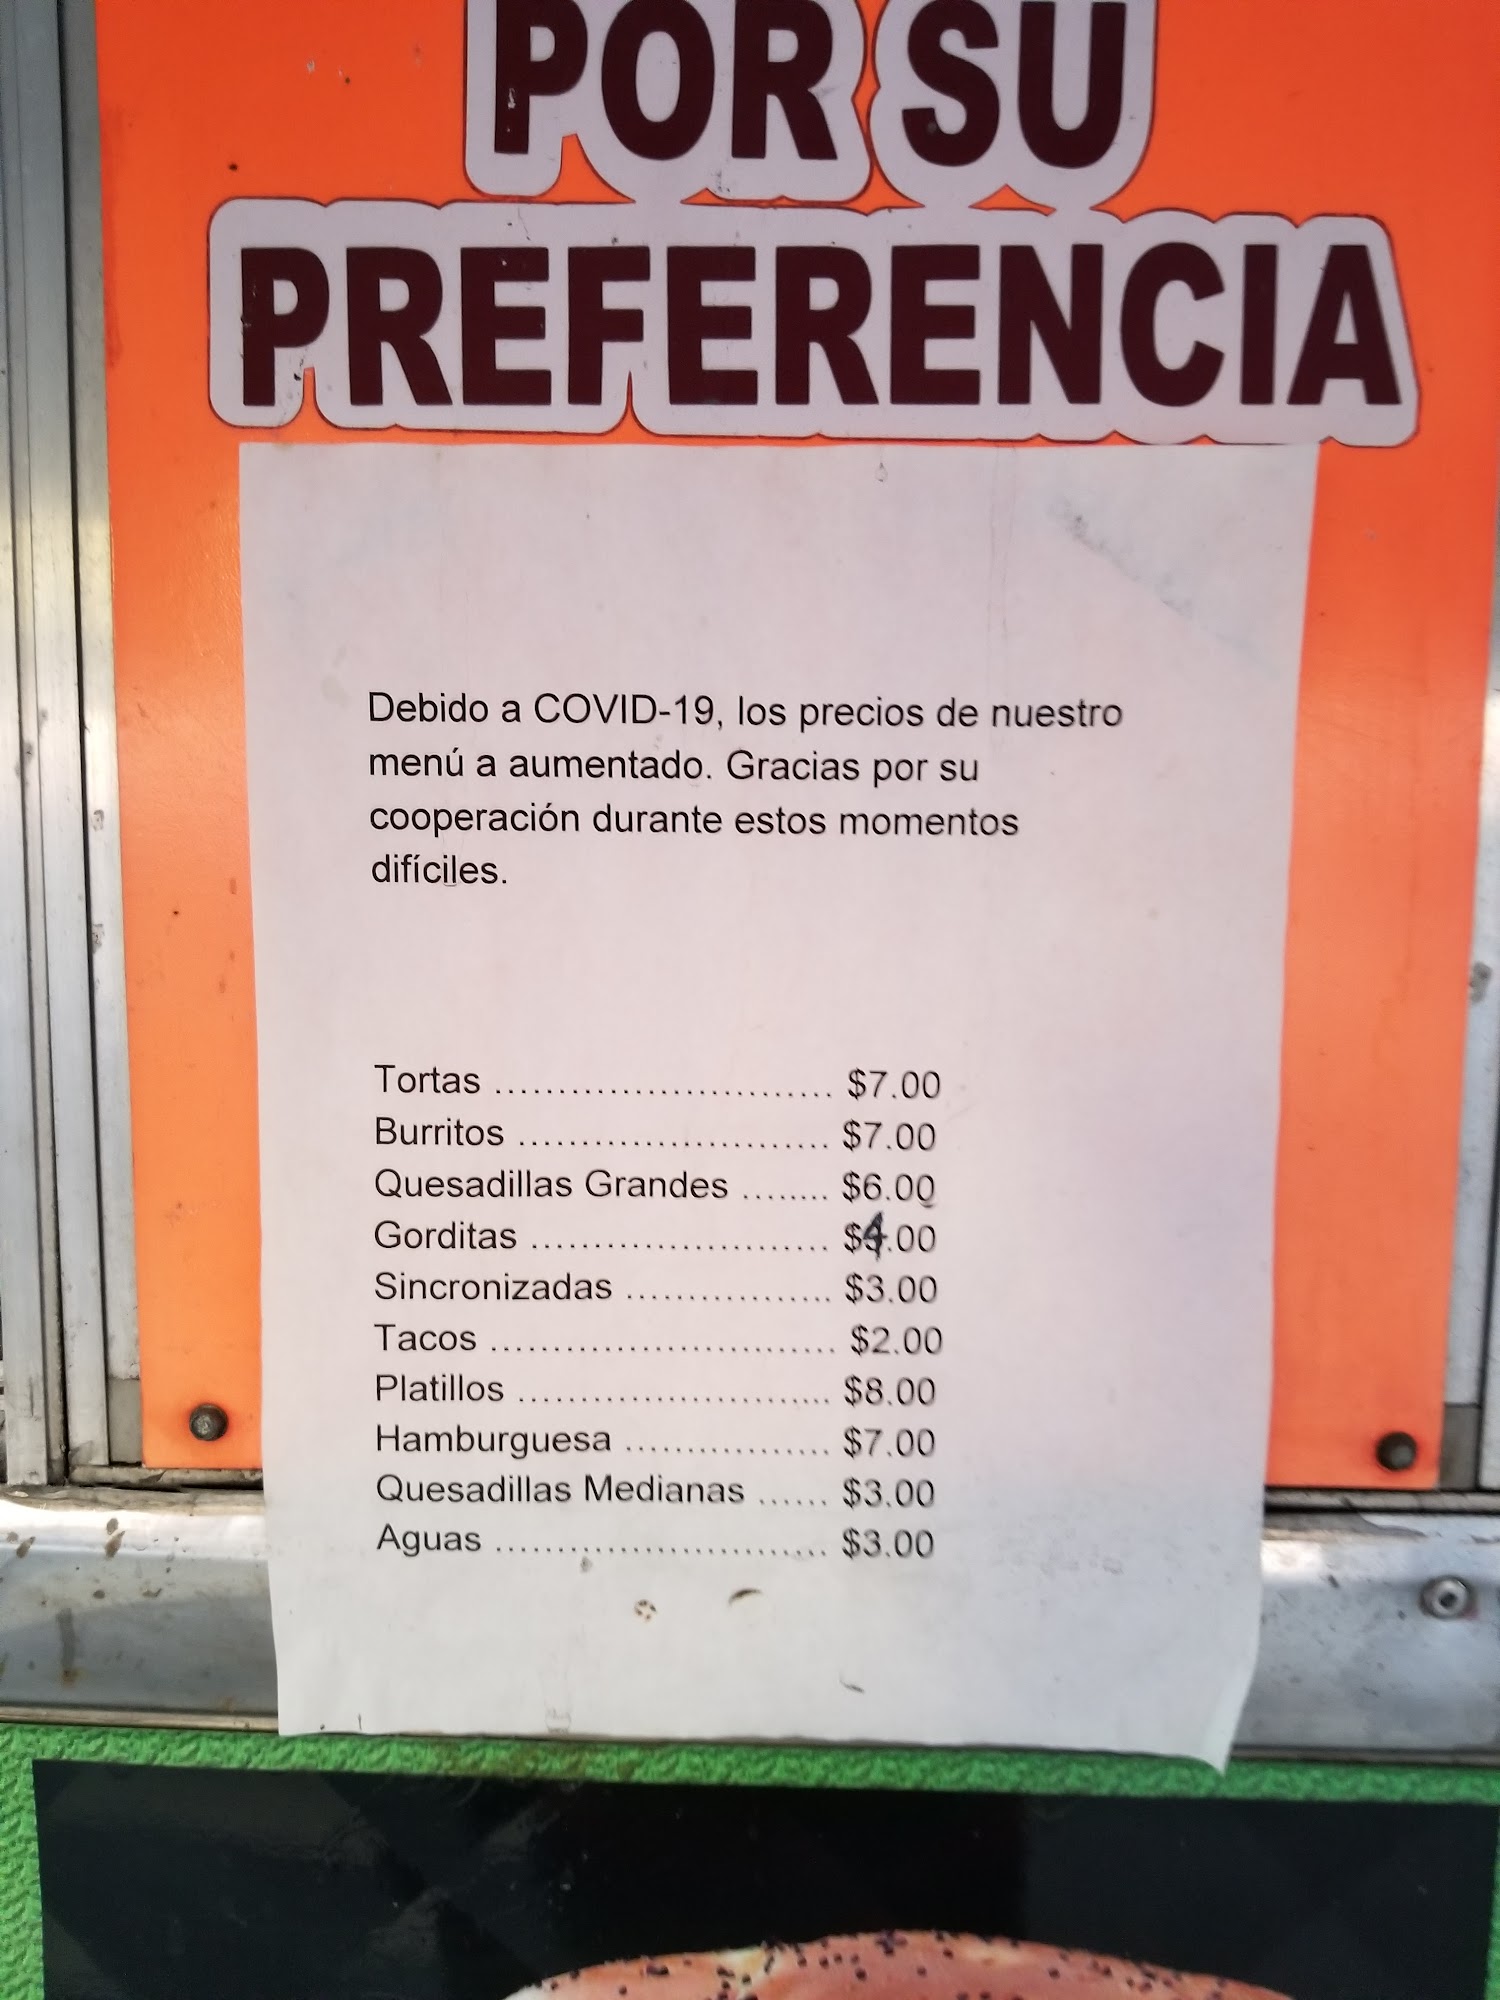 POR SU
PREFERENCIA
Debido a COVID-19, los precios de nuestro
menú a aumentado. Gracias por su
cooperación durante estos momentos
difíciles.
Tortas ........................... $7.00
Burritos ......................... $7.00
Quesadillas Grandes ........ $6.00
Gorditas ........................ $4.00
Sincronizadas ................. $3.00
Tacos ............................ $2.00
Platillos ......................... $8.00
Hamburguesa ................. $7.00
Quesadillas Medianas ...... $3.00
Aguas ........................... $3.00